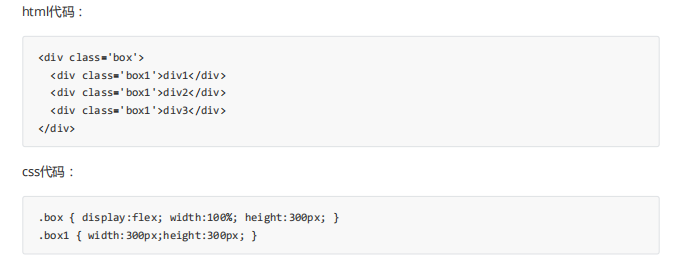 html代码：
<div class='box'>
  <div class='box1'>div1</div>
  <div class='box1'>div2</div>
  <div class='box1'>div3</div>
</div>
css代码：
.box { display:flex; width:100%; height:300px; }
.box1 { width:300px;height:300px; }